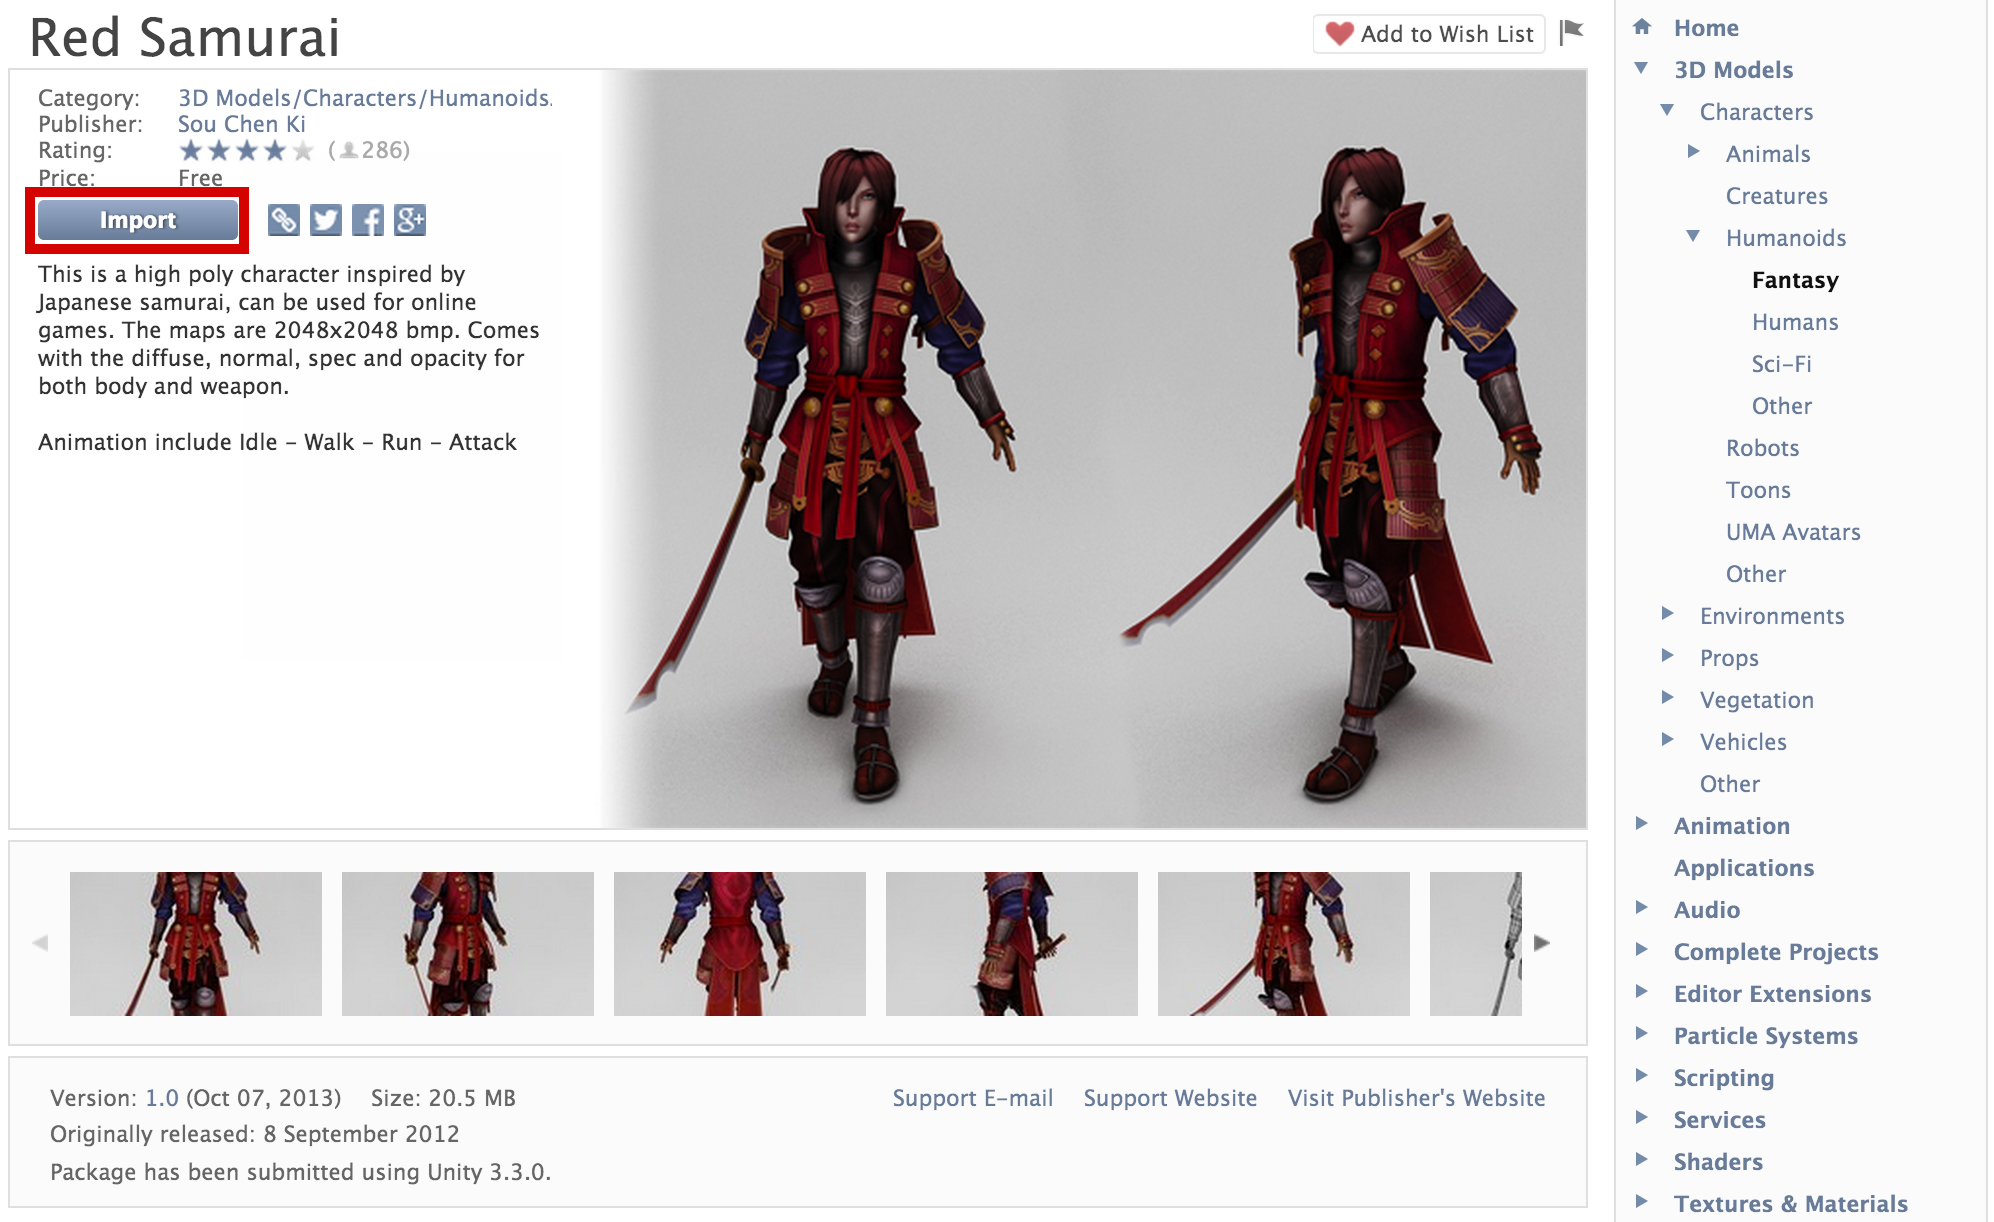 Red Samurai
Add to Wish List
Category: 3D Models/Characters/Humanoids.
Publisher: Sou Chen Ki
Rating: (286)
Price: Free
Import
g+
This is a high poly character inspired by
Japanese samurai, can be used for online
games. The maps are 2048x2048 bmp. Comes
with the diffuse, normal, spec and opacity for
both body and weapon.
Animation include Idle - Walk - Run - Attack
Version: 1.0 (Oct 07, 2013) Size: 20.5 MB
Support E-mail Support Website Visit Publisher's Website
Originally released: 8 September 2012
Package has been submitted using Unity 3.3.0.
Home
3D Models
Characters
Animals
Creatures
Humanoids
Fantasy
Humans
Sci-Fi
Other
Robots
Toons
UMA Avatars
Other
Environments
Props
Vegetation
Vehicles
Other
Animation
Applications
Audio
Complete Projects
Editor Extensions
Particle Systems
Scripting
Services
Shaders
Textures & Materials